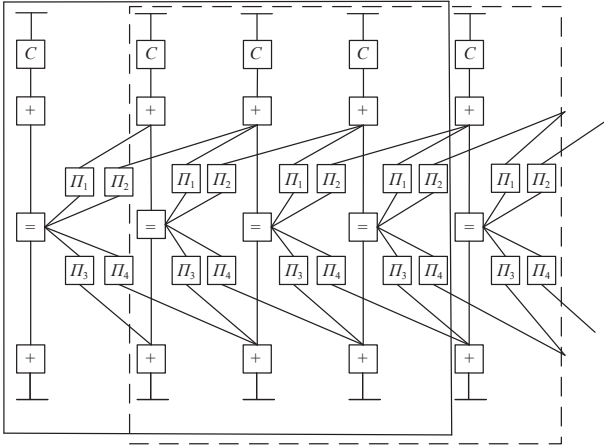 C C C C C
+ + + + +
Π₁ Π₂ Π₁ Π₂ Π₁ Π₂ Π₁ Π₂ Π₁ Π₂
= = = = =
Π₃ Π₄ Π₃ Π₄ Π₃ Π₄ Π₃ Π₄ Π₃ Π₄
+ + + + +